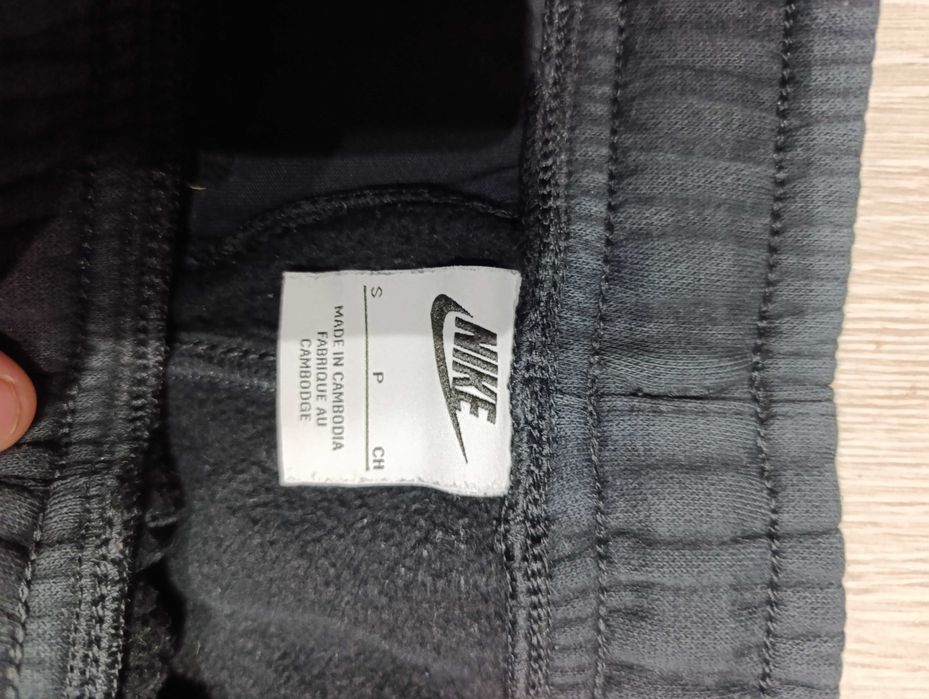 NIKE
S P CH
MADE IN CAMBODIA
FABRIQUE AU
CAMBODGE